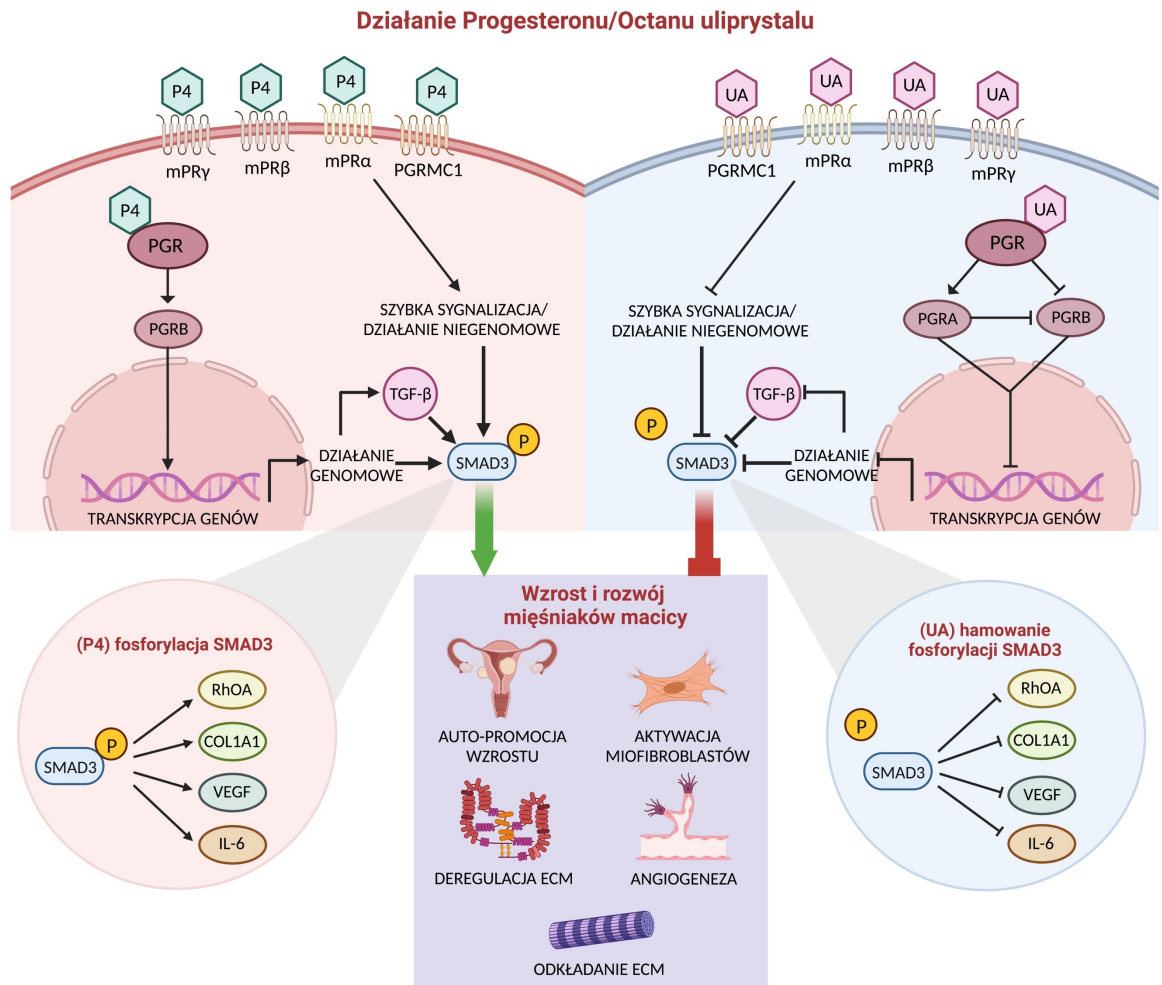 Działanie Progesteronu/Octanu uliprystalu
P4
P4
P4
P4
mPRγ
mPRβ
mPRα
PGRMC1
P4
PGR
PGRB
SZYBKA SYGNALIZACJA/
DZIAŁANIE NIEGENOMOWE
TGF-β
P
SMAD3
DZIAŁANIE
GENOMOWE
TRANSKRYPCJA GENÓW
UA
UA
UA
UA
PGRMC1
mPRα
mPRβ
mPRγ
UA
PGR
PGRA
PGRB
SZYBKA SYGNALIZACJA/
DZIAŁANIE NIEGENOMOWE
TGF-β
P
SMAD3
DZIAŁANIE
GENOMOWE
TRANSKRYPCJA GENÓW
(P4) fosforylacja SMAD3
RhOA
P
SMAD3
COL1A1
VEGF
IL-6
Wzrost i rozwój
mięśniaków macicy
AUTO-PROMOCJA
WZROSTU
AKTYWACJA
MIOFIBROBLASTÓW
DEREGULACJA ECM
ANGIOGENEZA
ODKŁADANIE ECM
(UA) hamowanie
fosforylacji SMAD3
RhOA
P
COL1A1
SMAD3
VEGF
IL-6